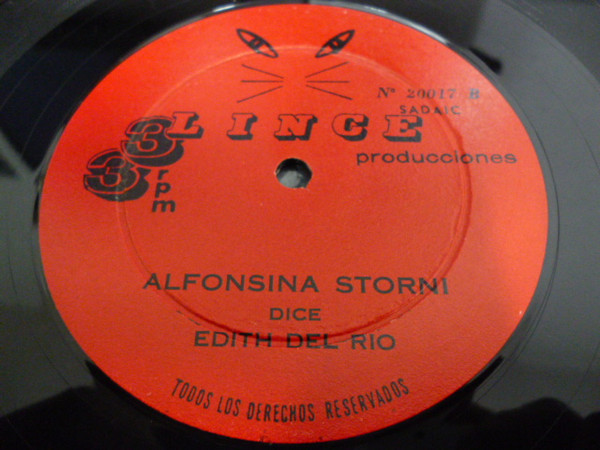 Nº 20017 B
SADAIC
LINCE
33 rpm
producciones
ALFONSINA STORNI
DICE
EDITH DEL RIO
TODOS LOS DERECHOS RESERVADOS